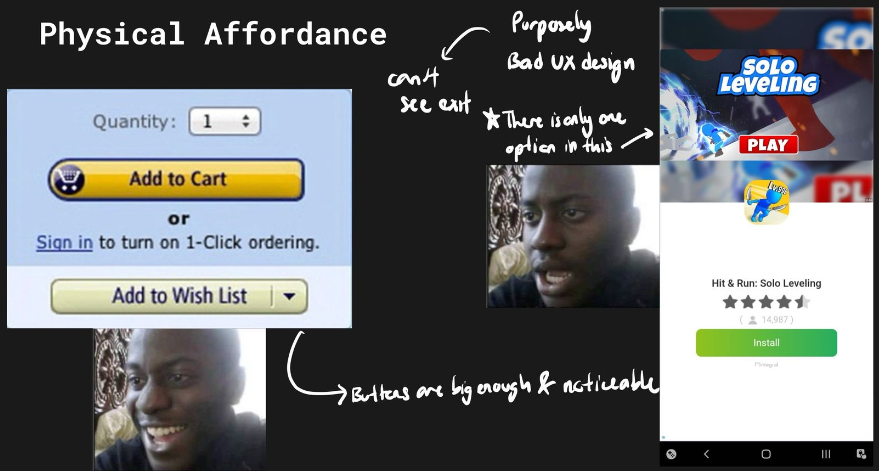 Physical Affordance
Quantity: 1
Add to Cart
or
Sign in to turn on 1-Click ordering.
Add to Wish List
Purposely
Bad UX design
can't
see exit
★ There is only one
option in this
Buttons are big enough & noticeable
SO
SOLO
LEVELING
PLAY
PL
Hit & Run: Solo Leveling
( 14,987 )
Install